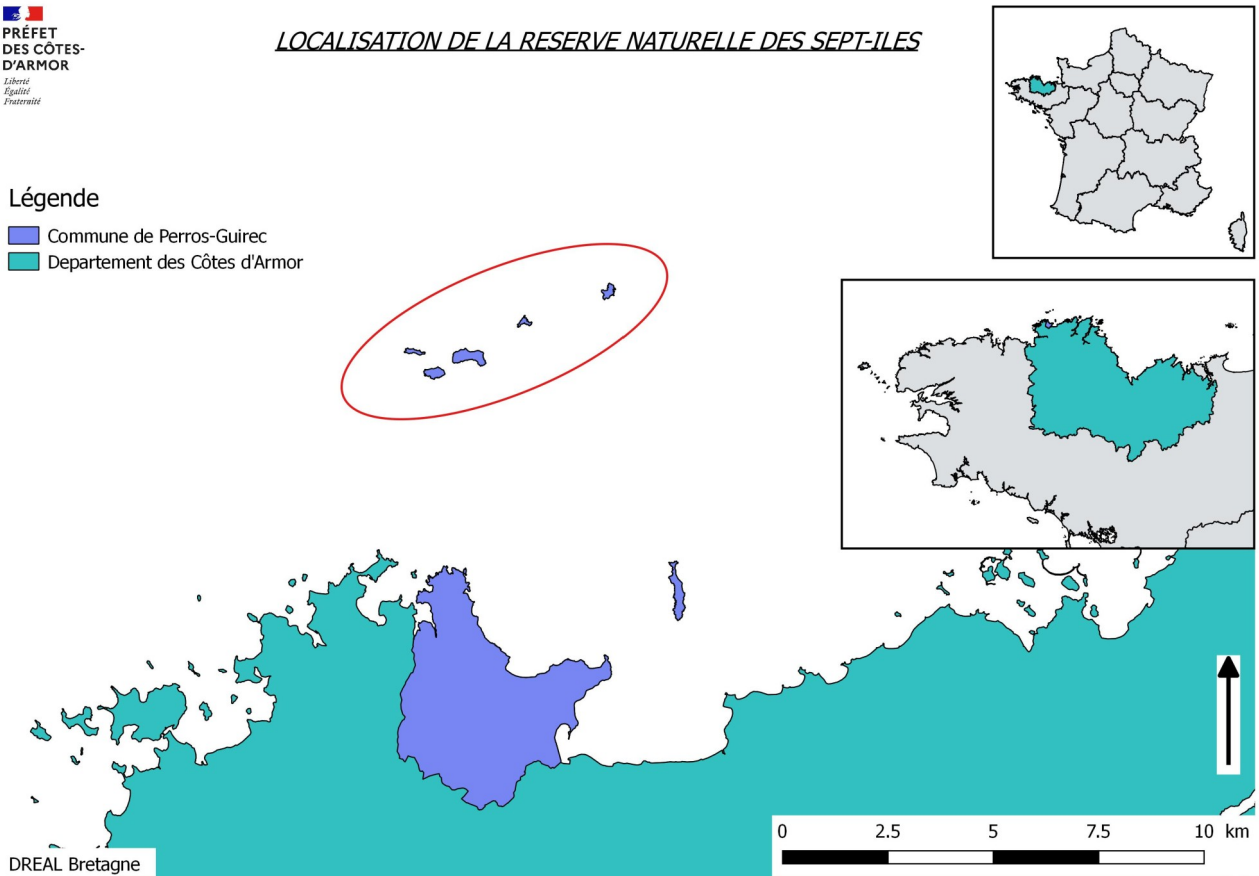 PRÉFET
DES CÔTES-
D'ARMOR
Liberté
Égalité
Fraternité
LOCALISATION DE LA RESERVE NATURELLE DES SEPT-ILES
Légende
Commune de Perros-Guirec
Departement des Côtes d'Armor
0 2.5 5 7.5 10 km
DREAL Bretagne